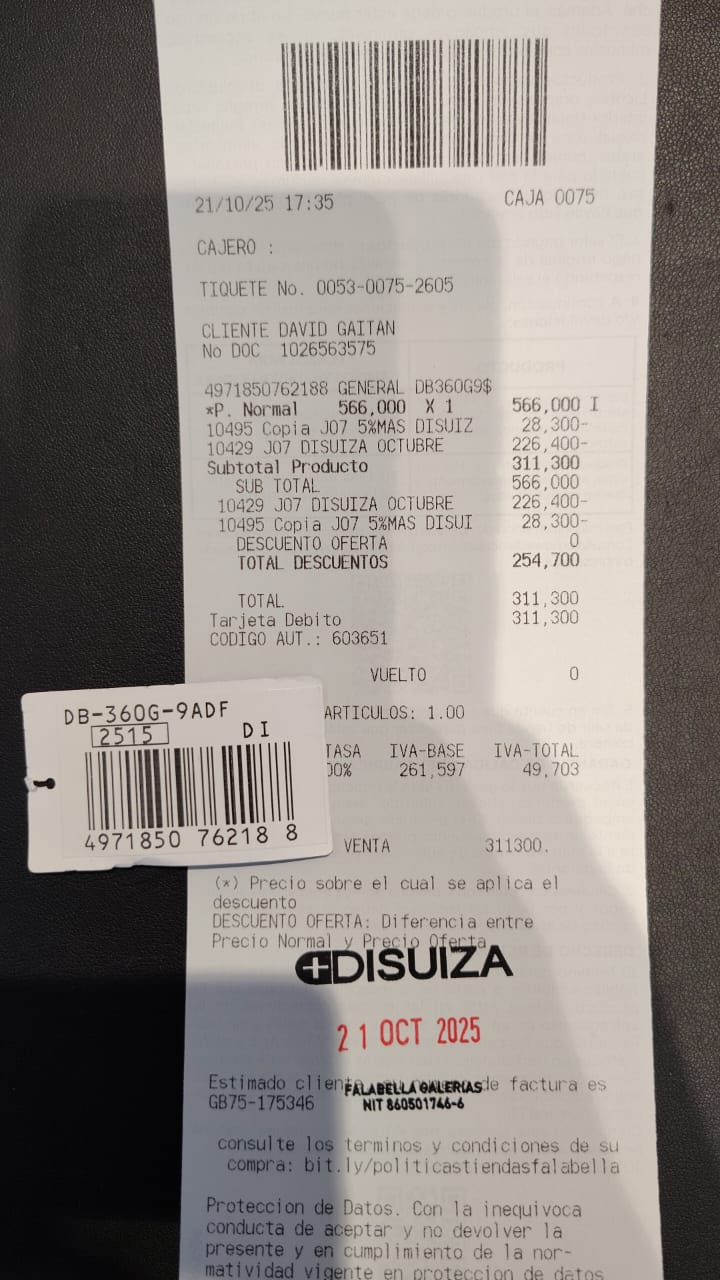 21/10/25 17:35 CAJA 0075
CAJERO :
TIQUETE No. 0053-0075-2605
CLIENTE DAVID GAITAN
No DOC 1026563575
4971850762188 GENERAL DB360G9$
*P. Normal 566,000 X 1 566,000 I
10495 Copia J07 5%MAS DISUIZ 28,300-
10429 J07 DISUIZA OCTUBRE 226,400-
Subtotal Producto 311,300
SUB TOTAL 566,000
10429 J07 DISUIZA OCTUBRE 226,400-
10495 Copia J07 5%MAS DISUI 28,300-
DESCUENTO OFERTA 0
TOTAL DESCUENTOS 254,700
TOTAL 311,300
Tarjeta Debito 311,300
CODIGO AUT.: 603651
VUELTO 0
ARTICULOS: 1.00
TASA IVA-BASE IVA-TOTAL
00% 261,597 49,703
VENTA 311300.
DB-360G-9ADF
2515 DI
4971850 76218 8
(*) Precio sobre el cual se aplica el
descuento
DESCUENTO OFERTA: Diferencia entre
Precio Normal y Precio Oferta
DISUIZA
21 OCT 2025
Estimado cliente de factura es
FALABELLA GALERIAS
GB75-175346
NIT 860501746-6
consulte los terminos y condiciones de su
compra: bit.ly/politicastiendasfalabella
Proteccion de Datos. Con la inequivoca
conducta de aceptar y no devolver la
presente y en cumplimiento de la nor-
matividad vigente en proteccion de datos